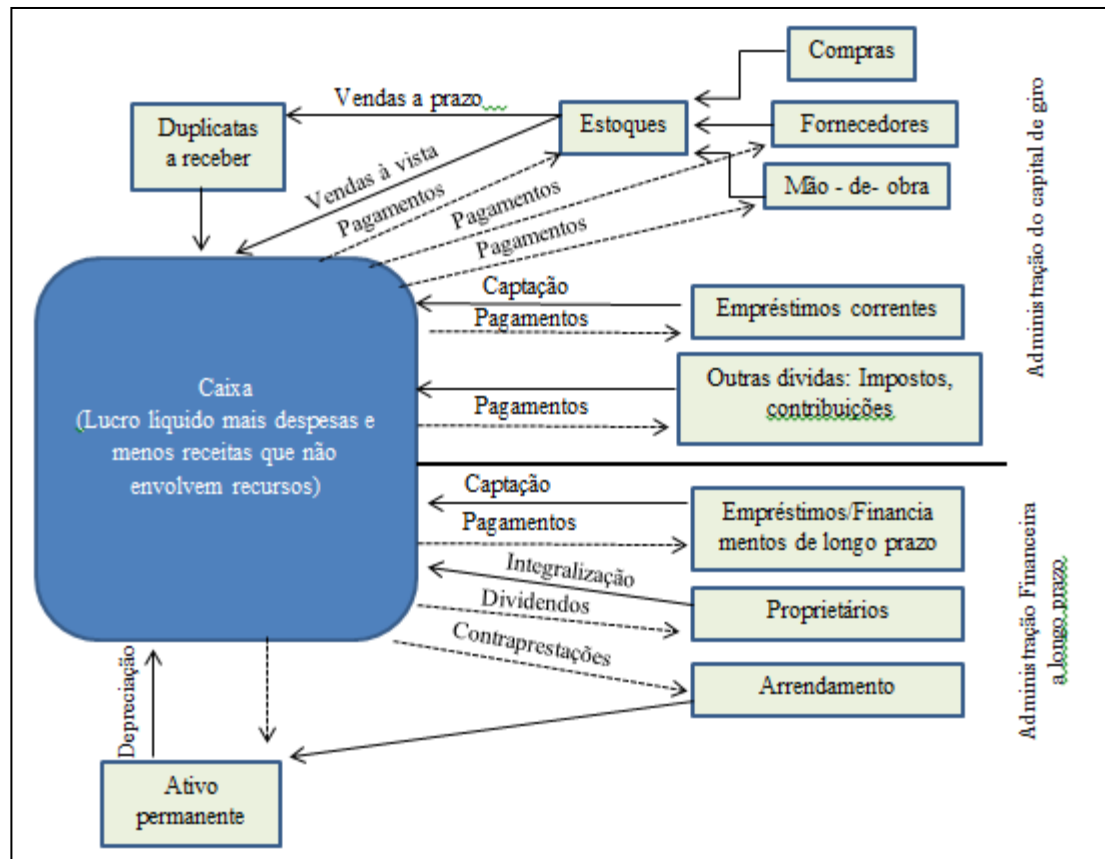 Compras
Vendas a prazo
Estoques
Fornecedores
Duplicatas
a receber
Mão - de- obra
Vendas à vista
Pagamentos
Pagamentos
Pagamentos
Administração do capital de giro
Captação
Pagamentos
Empréstimos correntes
Pagamentos
Outras dividas: Impostos,
contribuições
Caixa
(Lucro líquido mais despesas e
menos receitas que não
envolvem recursos)
Captação
Pagamentos
Empréstimos/Financia
mentos de longo prazo
Integralização
Dividendos
Proprietários
Contraprestações
Arrendamento
Administração Financeira
a longo prazo
Depreciação
Ativo
permanente